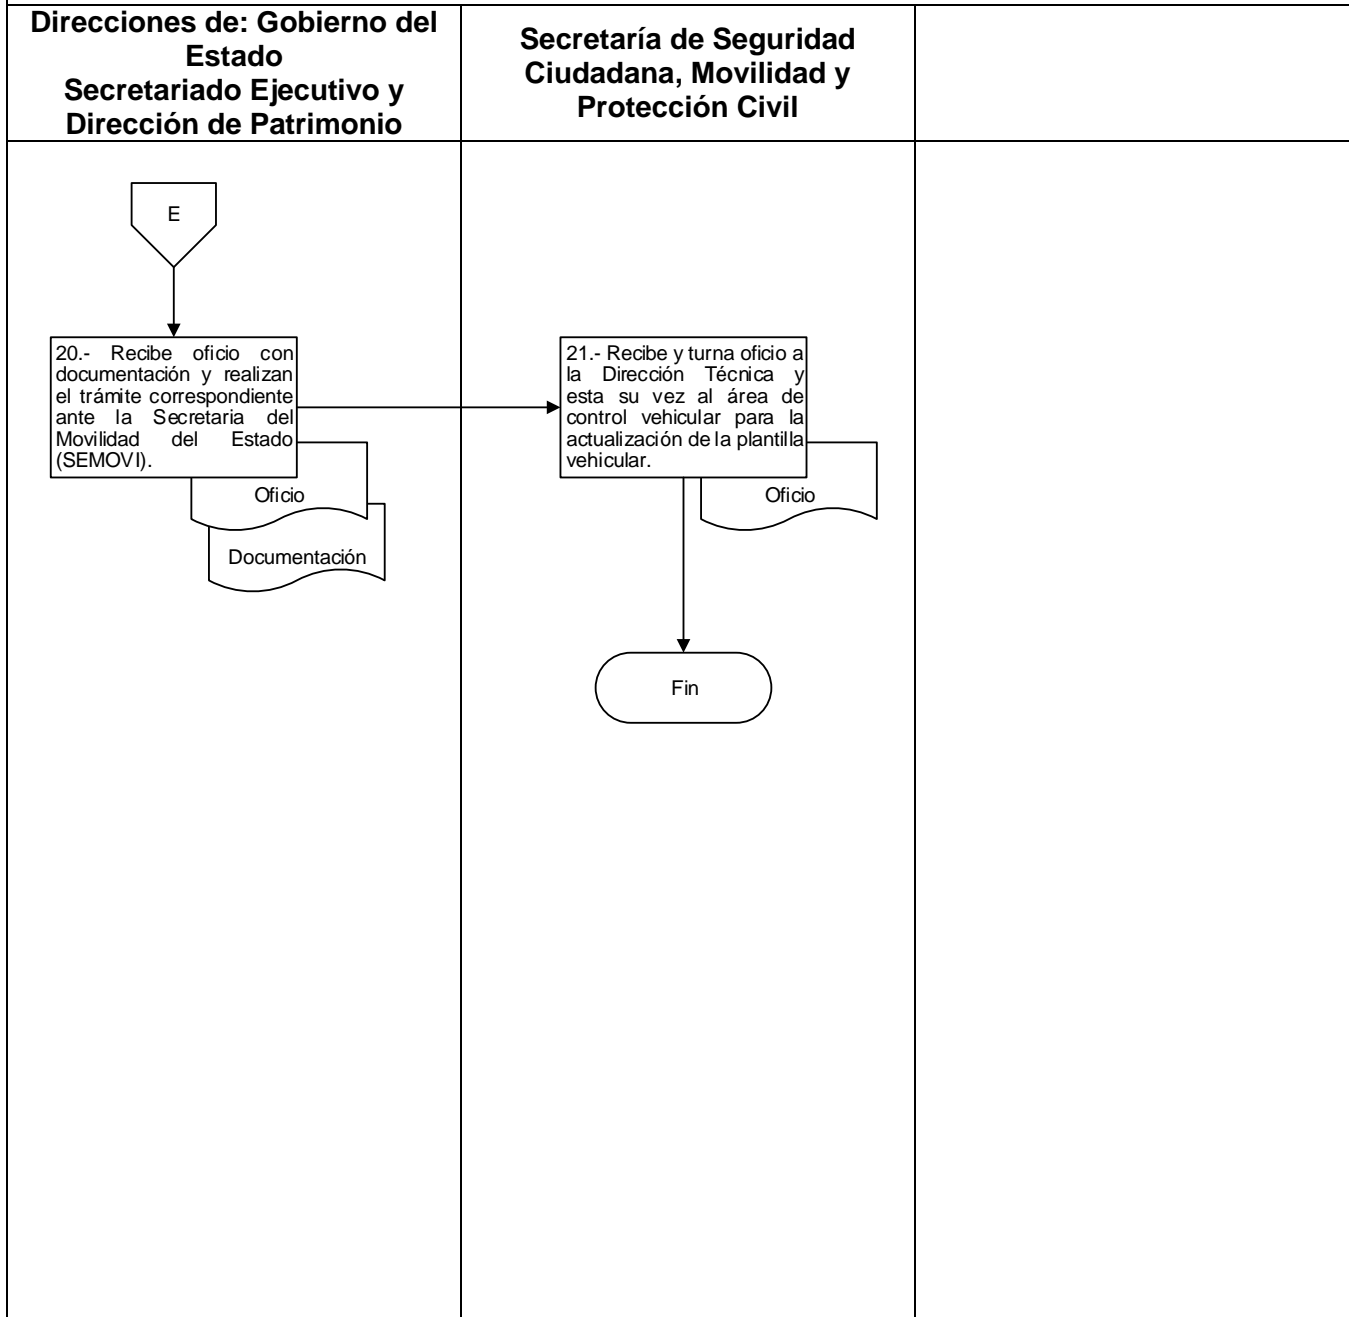 Direcciones de: Gobierno del
Estado
Secretariado Ejecutivo y
Dirección de Patrimonio
Secretaría de Seguridad
Ciudadana, Movilidad y
Protección Civil
E
20.- Recibe oficio con
documentación y realizan
el trámite correspondiente
ante la Secretaria del
Movilidad del Estado
(SEMOVI).
Oficio
Documentación
21.- Recibe y turna oficio a
la Dirección Técnica y
esta su vez al área de
control vehicular para la
actualización de la plantilla
vehicular.
Oficio
Fin